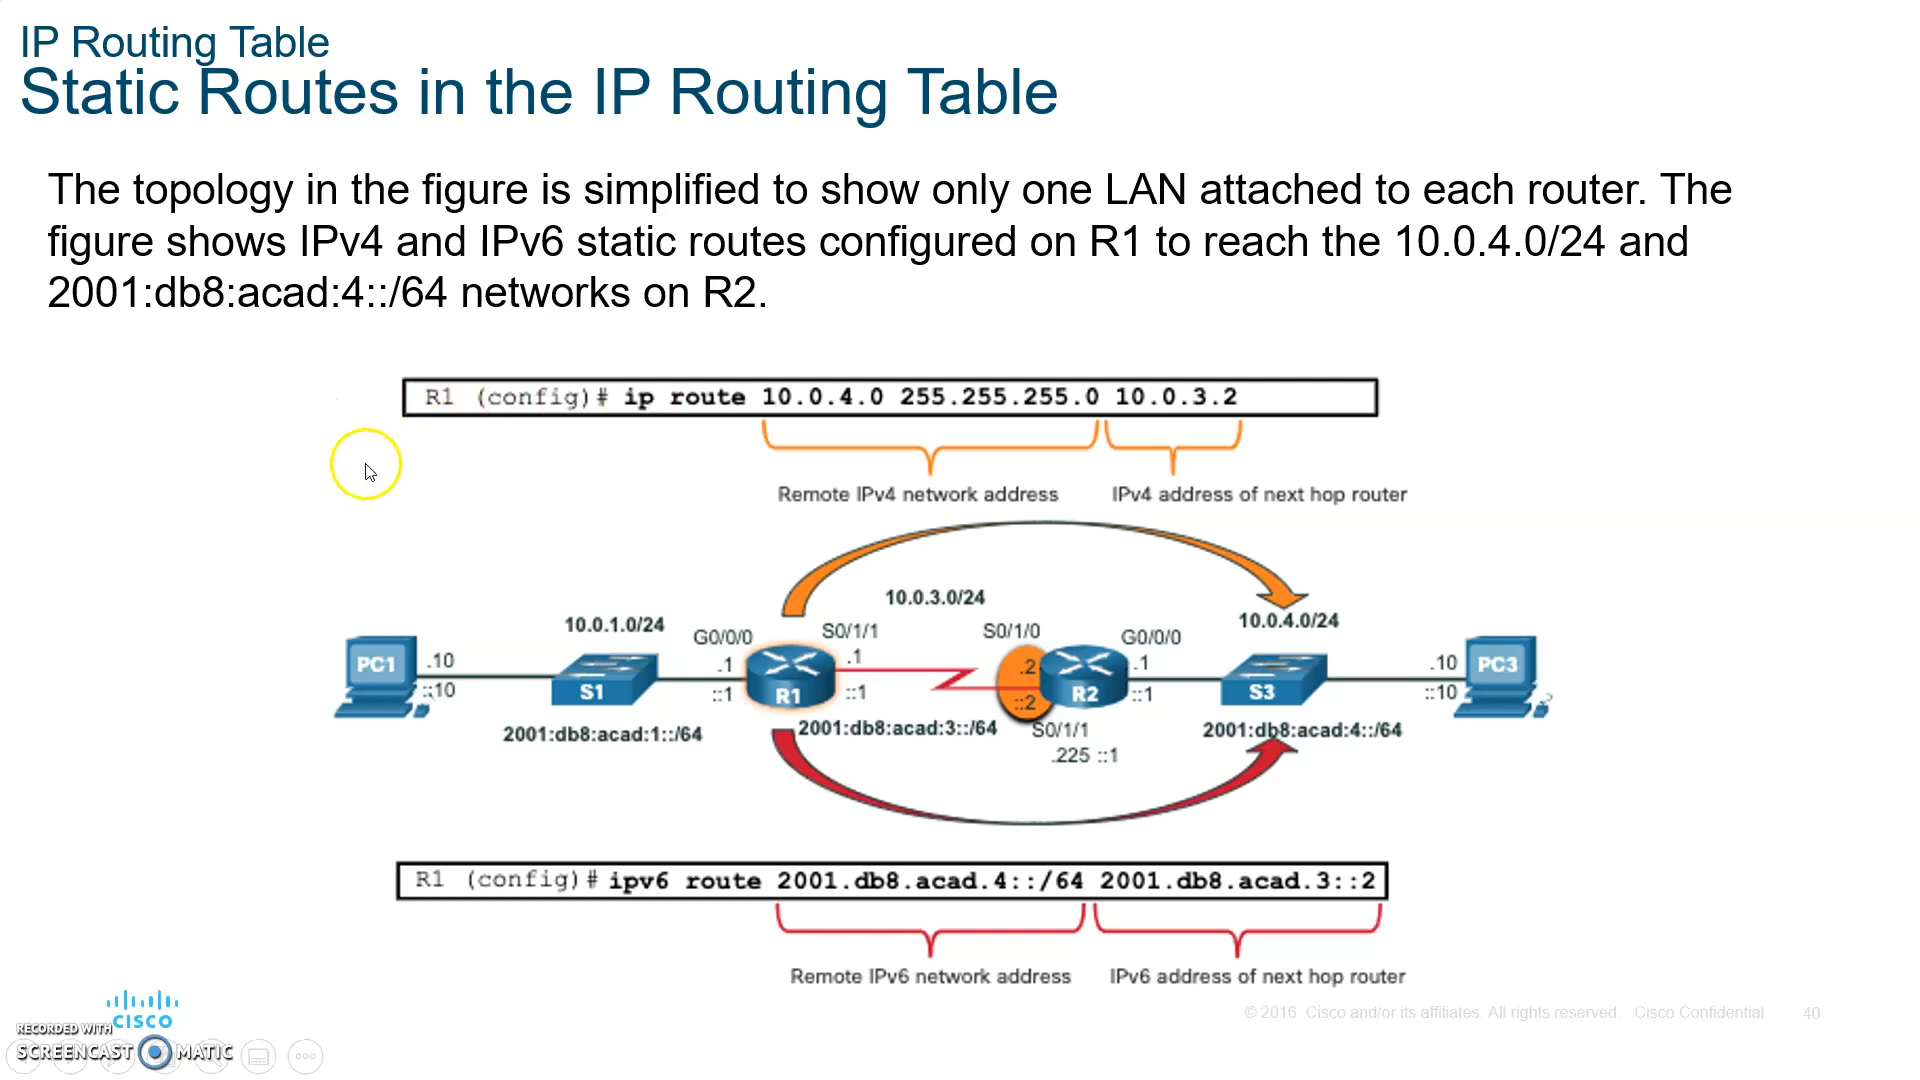 IP Routing Table
Static Routes in the IP Routing Table
The topology in the figure is simplified to show only one LAN attached to each router. The
figure shows IPv4 and IPv6 static routes configured on R1 to reach the 10.0.4.0/24 and
2001:db8:acad:4::/64 networks on R2.
R1 (config)# ip route 10.0.4.0 255.255.255.0 10.0.3.2
Remote IPv4 network address IPv4 address of next hop router
10.0.3.0/24
10.0.1.0/24 10.0.4.0/24
G0/0/0 S0/1/1 S0/1/0 G0/0/0
PC1 .10 .1 .1 .2 .1 .10 PC3
::10 S1 ::1 R1 ::1 ::2 R2 ::1 S3 ::10
2001:db8:acad:1::/64 2001:db8:acad:3::/64 S0/1/1 2001:db8:acad:4::/64
.225 ::1
R1 (config)# ipv6 route 2001.db8.acad.4::/64 2001.db8.acad.3::2
Remote IPv6 network address IPv6 address of next hop router
CISCO
© 2016 Cisco and/or its affiliates. All rights reserved. Cisco Confidential 40
RECORDED WITH
SCREENCAST MATIC